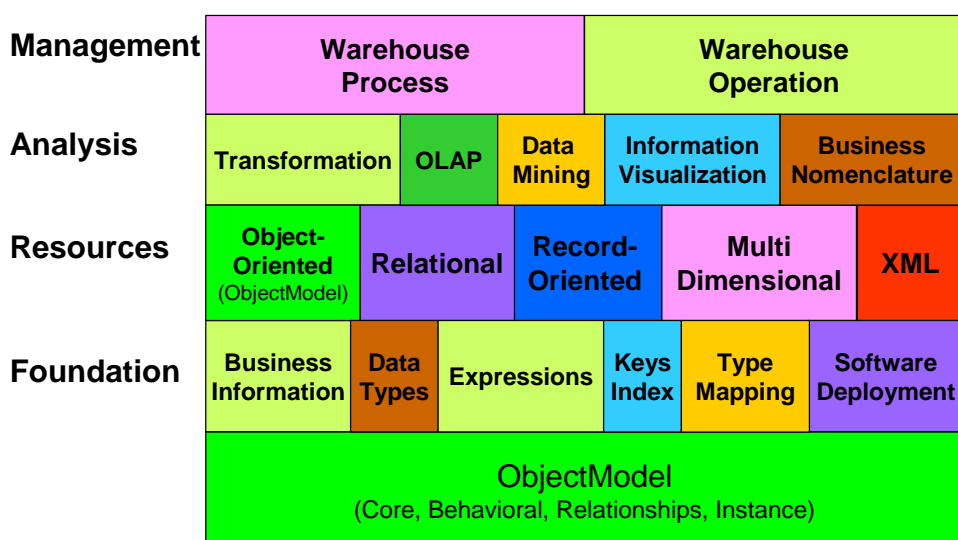 Management
Warehouse
Process
Warehouse
Operation
Analysis
Transformation
OLAP
Data
Mining
Information
Visualization
Business
Nomenclature
Resources
Object-
Oriented
(ObjectModel)
Relational
Record-
Oriented
Multi
Dimensional
XML
Foundation
Business
Information
Data
Types
Expressions
Keys
Index
Type
Mapping
Software
Deployment
ObjectModel
(Core, Behavioral, Relationships, Instance)